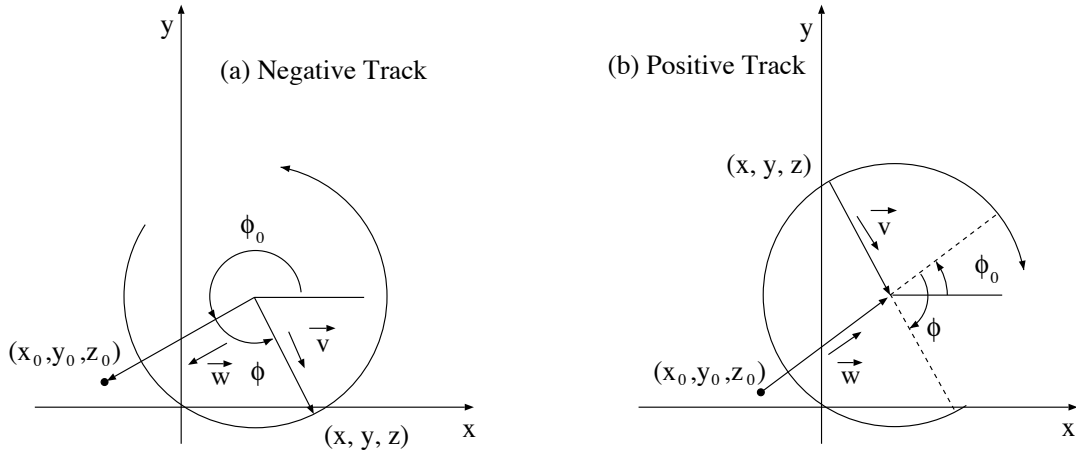 y
(a) Negative Track
ϕ₀
(x₀,y₀,z₀)
w
ϕ
v
x
(x, y, z)
y
(b) Positive Track
(x, y, z)
v
ϕ₀
ϕ
(x₀,y₀,z₀)
w
x